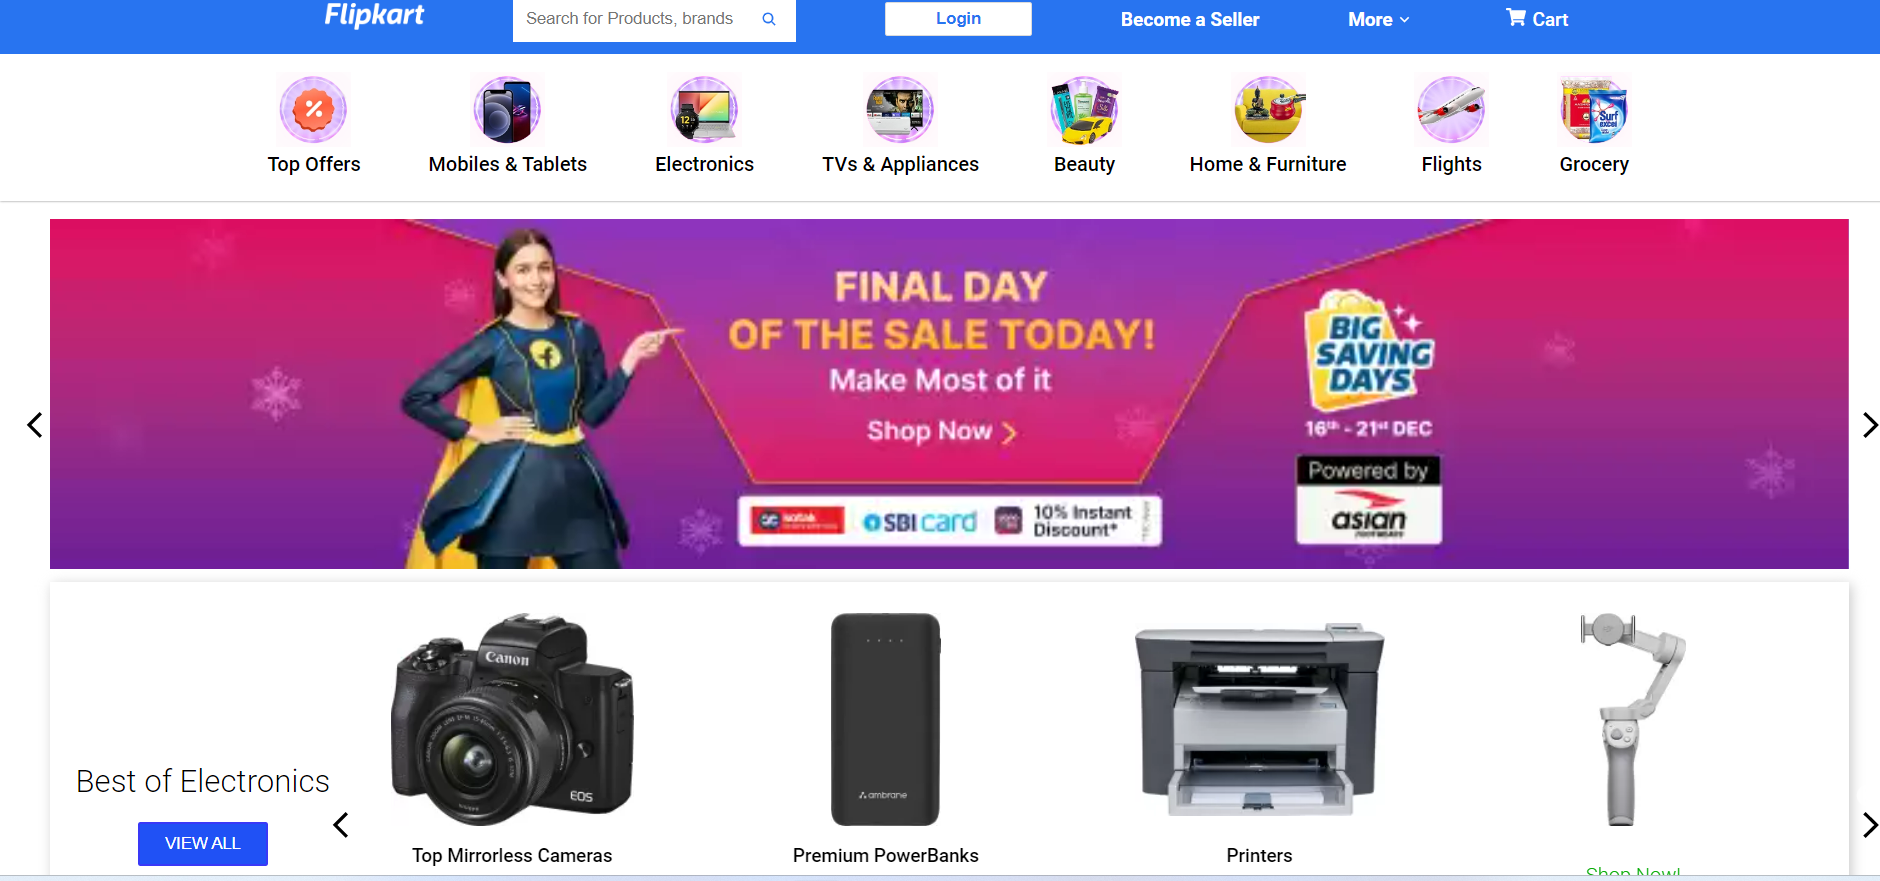 Flipkart
Search for Products, brands
Login
Become a Seller
More
Cart
Top Offers
Mobiles & Tablets
Electronics
TVs & Appliances
Beauty
Home & Furniture
Flights
Grocery
Surf
excel
FINAL DAY
OF THE SALE TODAY!
Make Most of it
Shop Now
BIG
SAVING
DAYS
16th - 21st DEC
Powered by
asian
kotak
SBI card
10% Instant
Discount*
Canon
EOS
ambrane
Best of Electronics
VIEW ALL
Top Mirrorless Cameras
Premium PowerBanks
Printers
Shop Now!